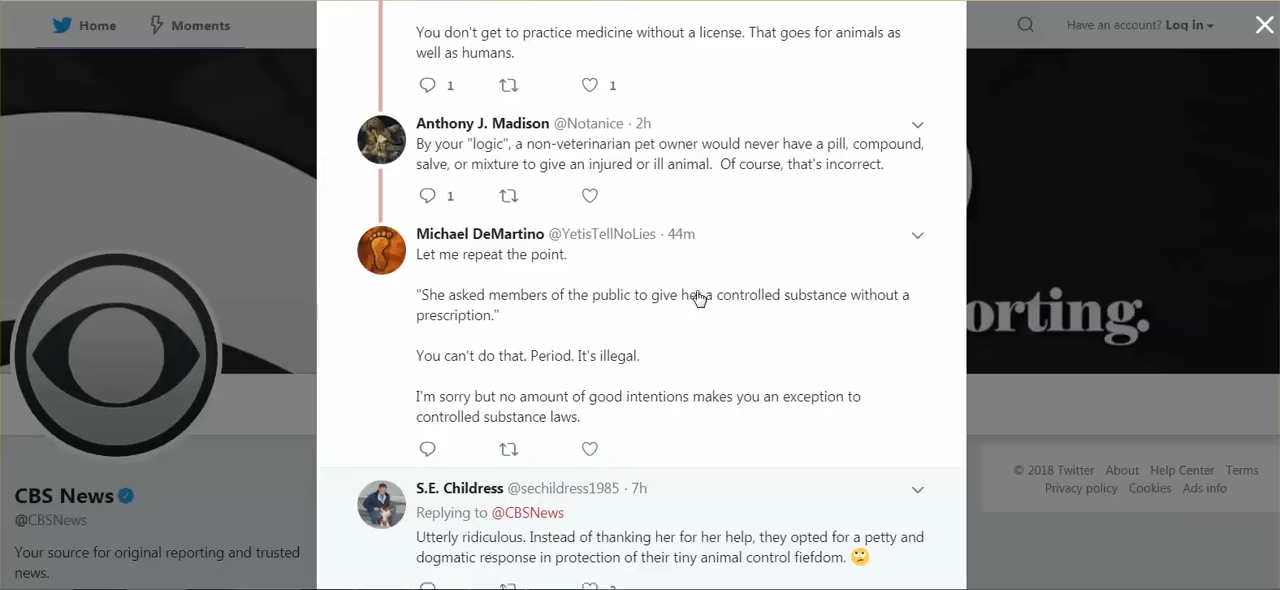 Home
Moments
Have an account? Log in
You don't get to practice medicine without a license. That goes for animals as
well as humans.
1
1
Anthony J. Madison @Notanice · 2h
By your "logic", a non-veterinarian pet owner would never have a pill, compound,
salve, or mixture to give an injured or ill animal. Of course, that's incorrect.
1
Michael DeMartino @YetisTellNoLies · 44m
Let me repeat the point.
"She asked members of the public to give her a controlled substance without a
prescription."
You can't do that. Period. It's illegal.
I'm sorry but no amount of good intentions makes you an exception to
controlled substance laws.
S.E. Childress @sechildress1985 · 7h
Replying to @CBSNews
Utterly ridiculous. Instead of thanking her for her help, they opted for a petty and
dogmatic response in protection of their tiny animal control fiefdom.
orting.
CBS News
@CBSNews
Your source for original reporting and trusted
news.
© 2018 Twitter About Help Center Terms
Privacy policy Cookies Ads info